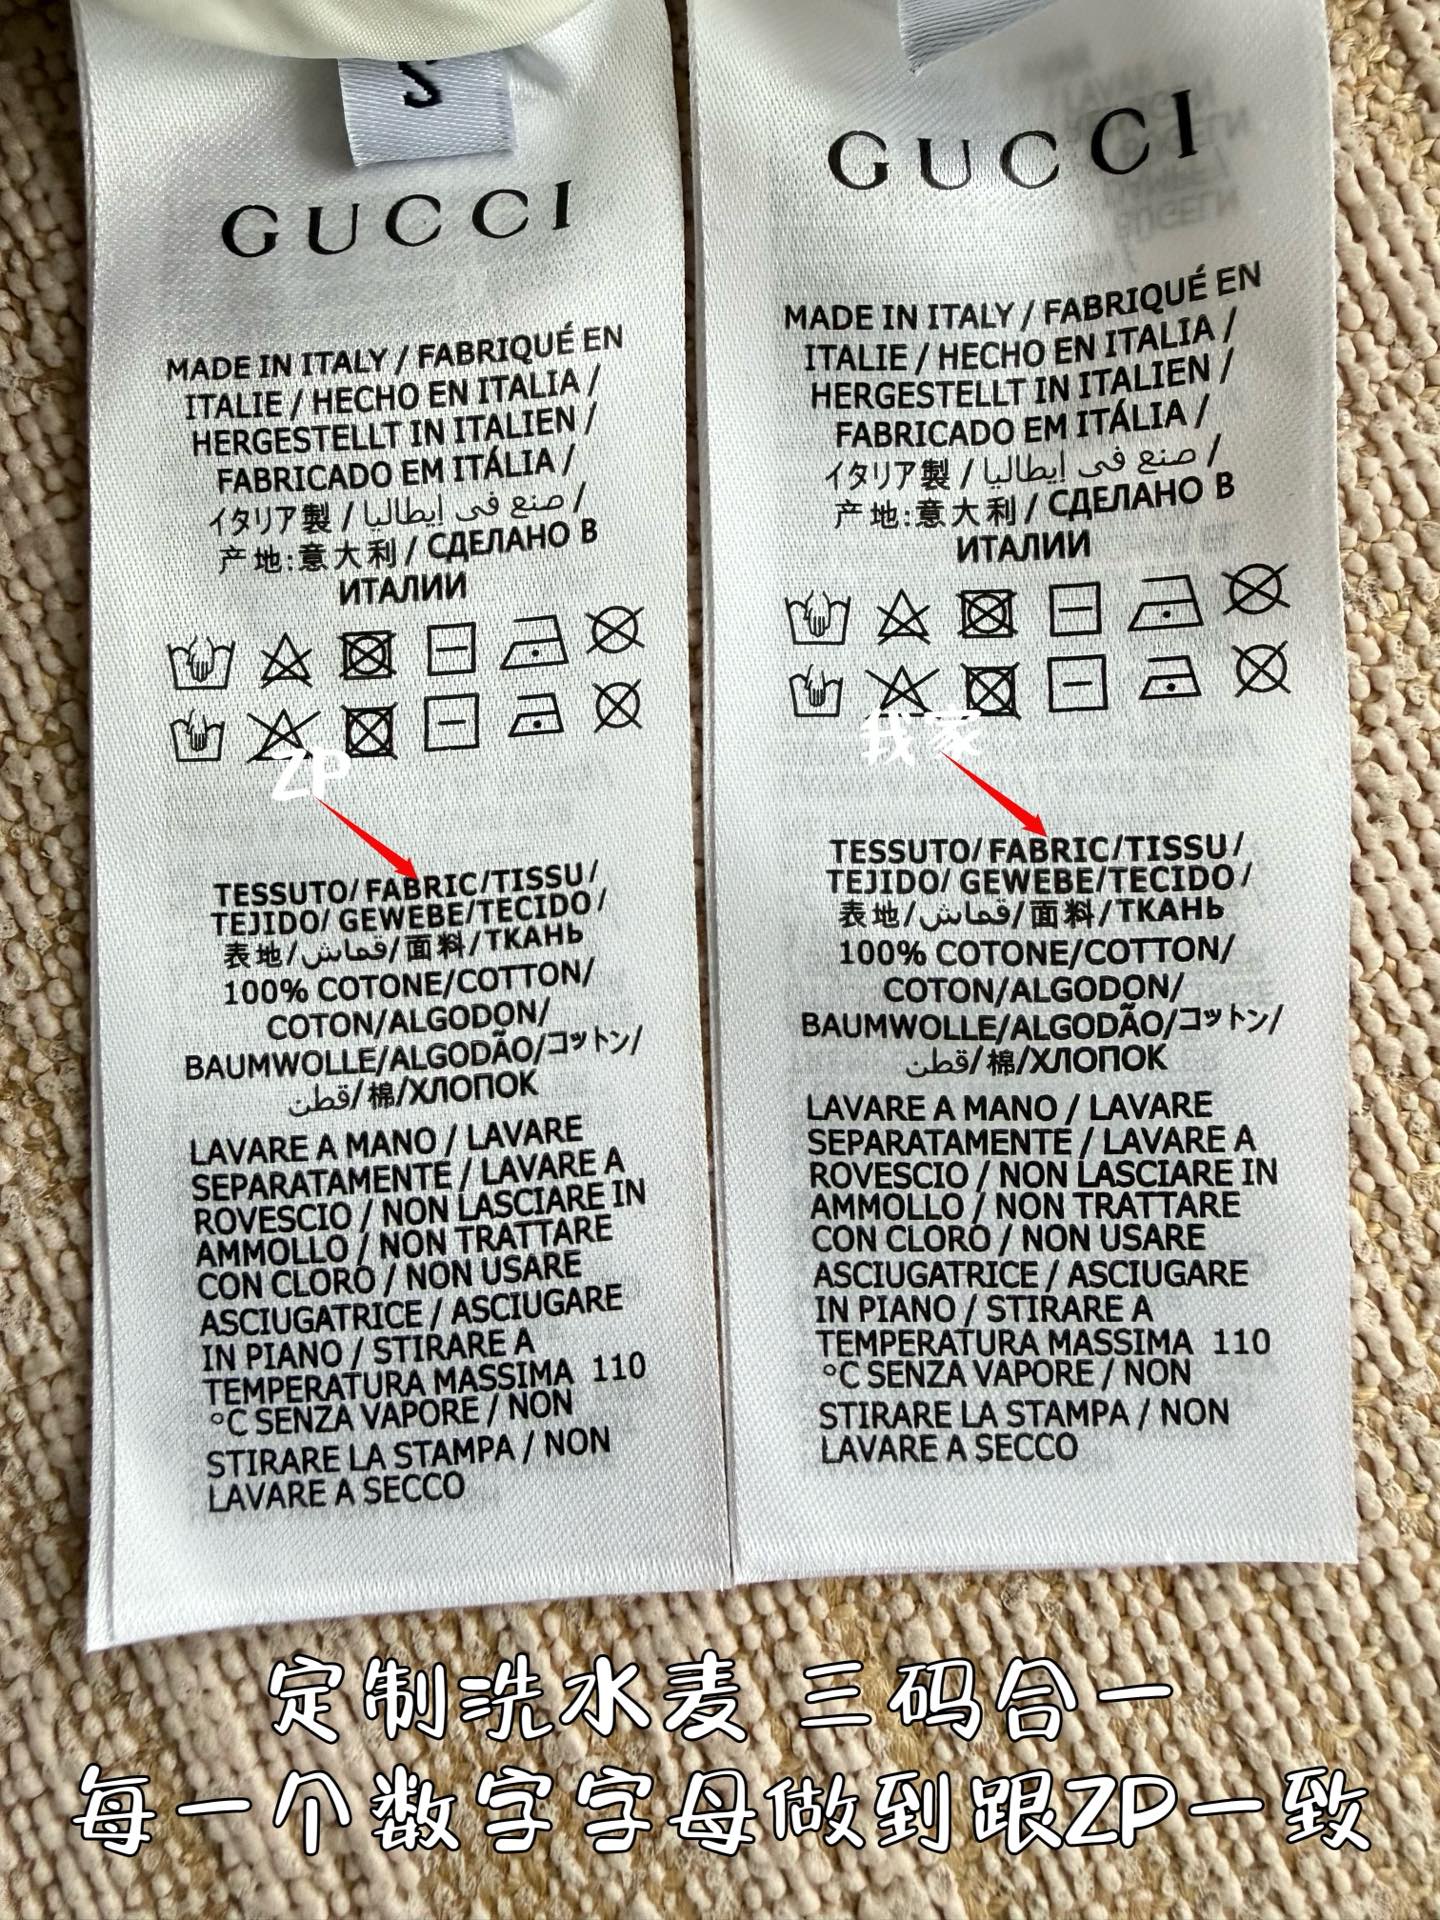 S
GUCCI
MADE IN ITALY / FABRIQUÉ EN
ITALIE / HECHO EN ITALIA /
HERGESTELLT IN ITALIEN /
FABRICADO EM ITÁLIA /
イタリア製 / صنع في إيطاليا /
产地:意大利 / СДЕЛАНО В
ИТАЛИИ
ZP
TESSUTO/ FABRIC/TISSU/
TEJIDO/ GEWEBE/TECIDO/
表地/قماش/面料/ТКАНЬ
100% COTONE/COTTON/
COTON/ALGODON/
BAUMWOLLE/ALGODÃO/コットン/
قطن/棉/ХЛОПОК
LAVARE A MANO / LAVARE
SEPARATAMENTE / LAVARE A
ROVESCIO / NON LASCIARE IN
AMMOLLO / NON TRATTARE
CON CLORO / NON USARE
ASCIUGATRICE / ASCIUGARE
IN PIANO / STIRARE A
TEMPERATURA MASSIMA 110
°C SENZA VAPORE / NON
STIRARE LA STAMPA / NON
LAVARE A SECCO
GUCCI
MADE IN ITALY / FABRIQUÉ EN
ITALIE / HECHO EN ITALIA /
HERGESTELLT IN ITALIEN /
FABRICADO EM ITÁLIA /
イタリア製 / صنع في إيطاليا /
产地:意大利 / СДЕЛАНО В
ИТАЛИИ
我家
TESSUTO/ FABRIC/TISSU/
TEJIDO/ GEWEBE/TECIDO/
表地/قماش/面料/ТКАНЬ
100% COTONE/COTTON/
COTON/ALGODON/
BAUMWOLLE/ALGODÃO/コットン/
قطن/棉/ХЛОПОК
LAVARE A MANO / LAVARE
SEPARATAMENTE / LAVARE A
ROVESCIO / NON LASCIARE IN
AMMOLLO / NON TRATTARE
CON CLORO / NON USARE
ASCIUGATRICE / ASCIUGARE
IN PIANO / STIRARE A
TEMPERATURA MASSIMA 110
°C SENZA VAPORE / NON
STIRARE LA STAMPA / NON
LAVARE A SECCO
定制洗水麦 三码合一
每一个数字字母做到跟ZP一致